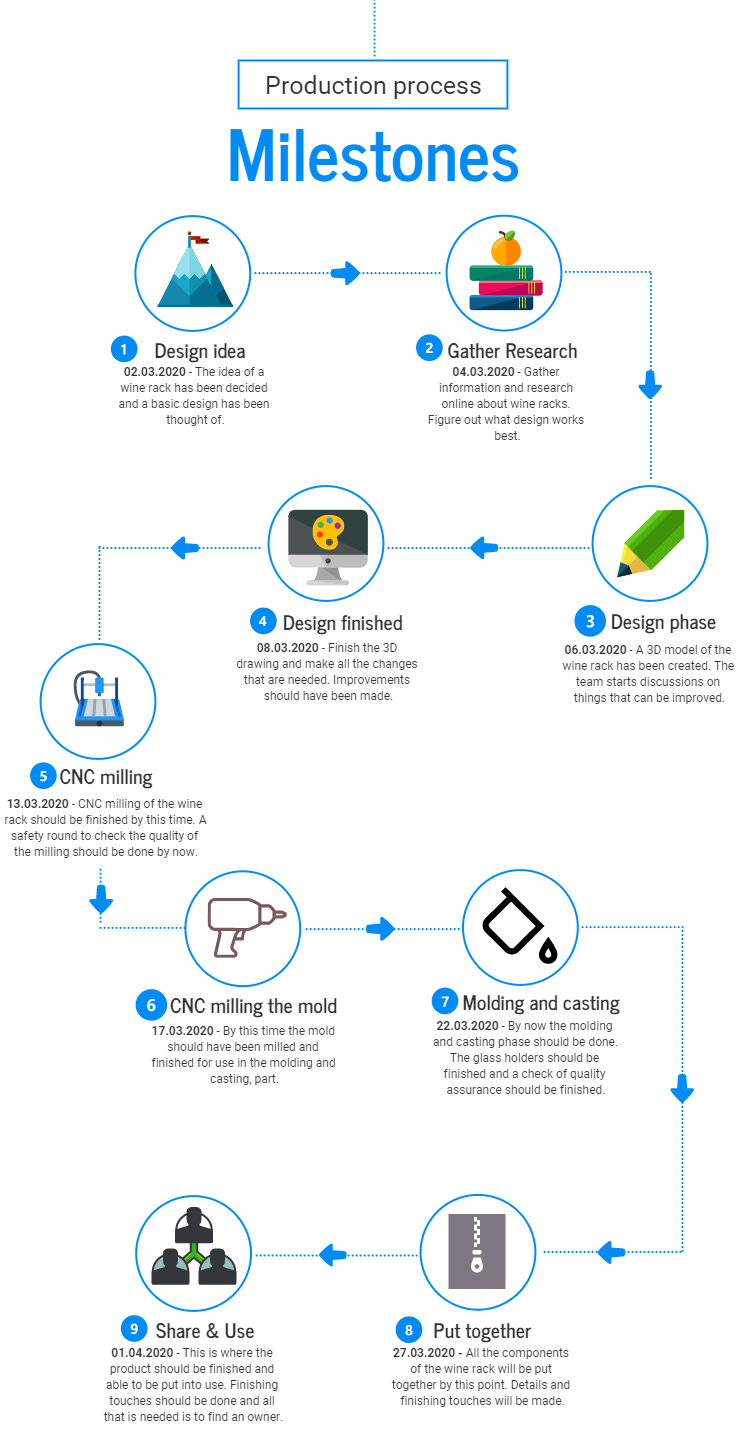 Production process
Milestones
1
Design idea
02.03.2020 - The idea of a
wine rack has been decided
and a basic design has been
thought of.
2
Gather Research
04.03.2020 - Gather
information and research
online about wine racks.
Figure out what design works
best.
3
Design phase
06.03.2020 - A 3D model of the
wine rack has been created. The
team starts discussions on
things that can be improved.
4
Design finished
08.03.2020 - Finish the 3D
drawing and make all the changes
that are needed. Improvements
should have been made.
5
CNC milling
13.03.2020 - CNC milling of the wine
rack should be finished by this time. A
safety round to check the quality of
the milling should be done by now.
6
CNC milling the mold
17.03.2020 - By this time the mold
should have been milled and
finished for use in the molding and
casting, part.
7
Molding and casting
22.03.2020 - By now the molding
and casting phase should be done.
The glass holders should be
finished and a check of quality
assurance should be finished.
8
Put together
27.03.2020 - All the components
of the wine rack will be put
together by this point. Details and
finishing touches will be made.
9
Share & Use
01.04.2020 - This is where the
product should be finished and
able to be put into use. Finishing
touches should be done and all
that is needed is to find an owner.